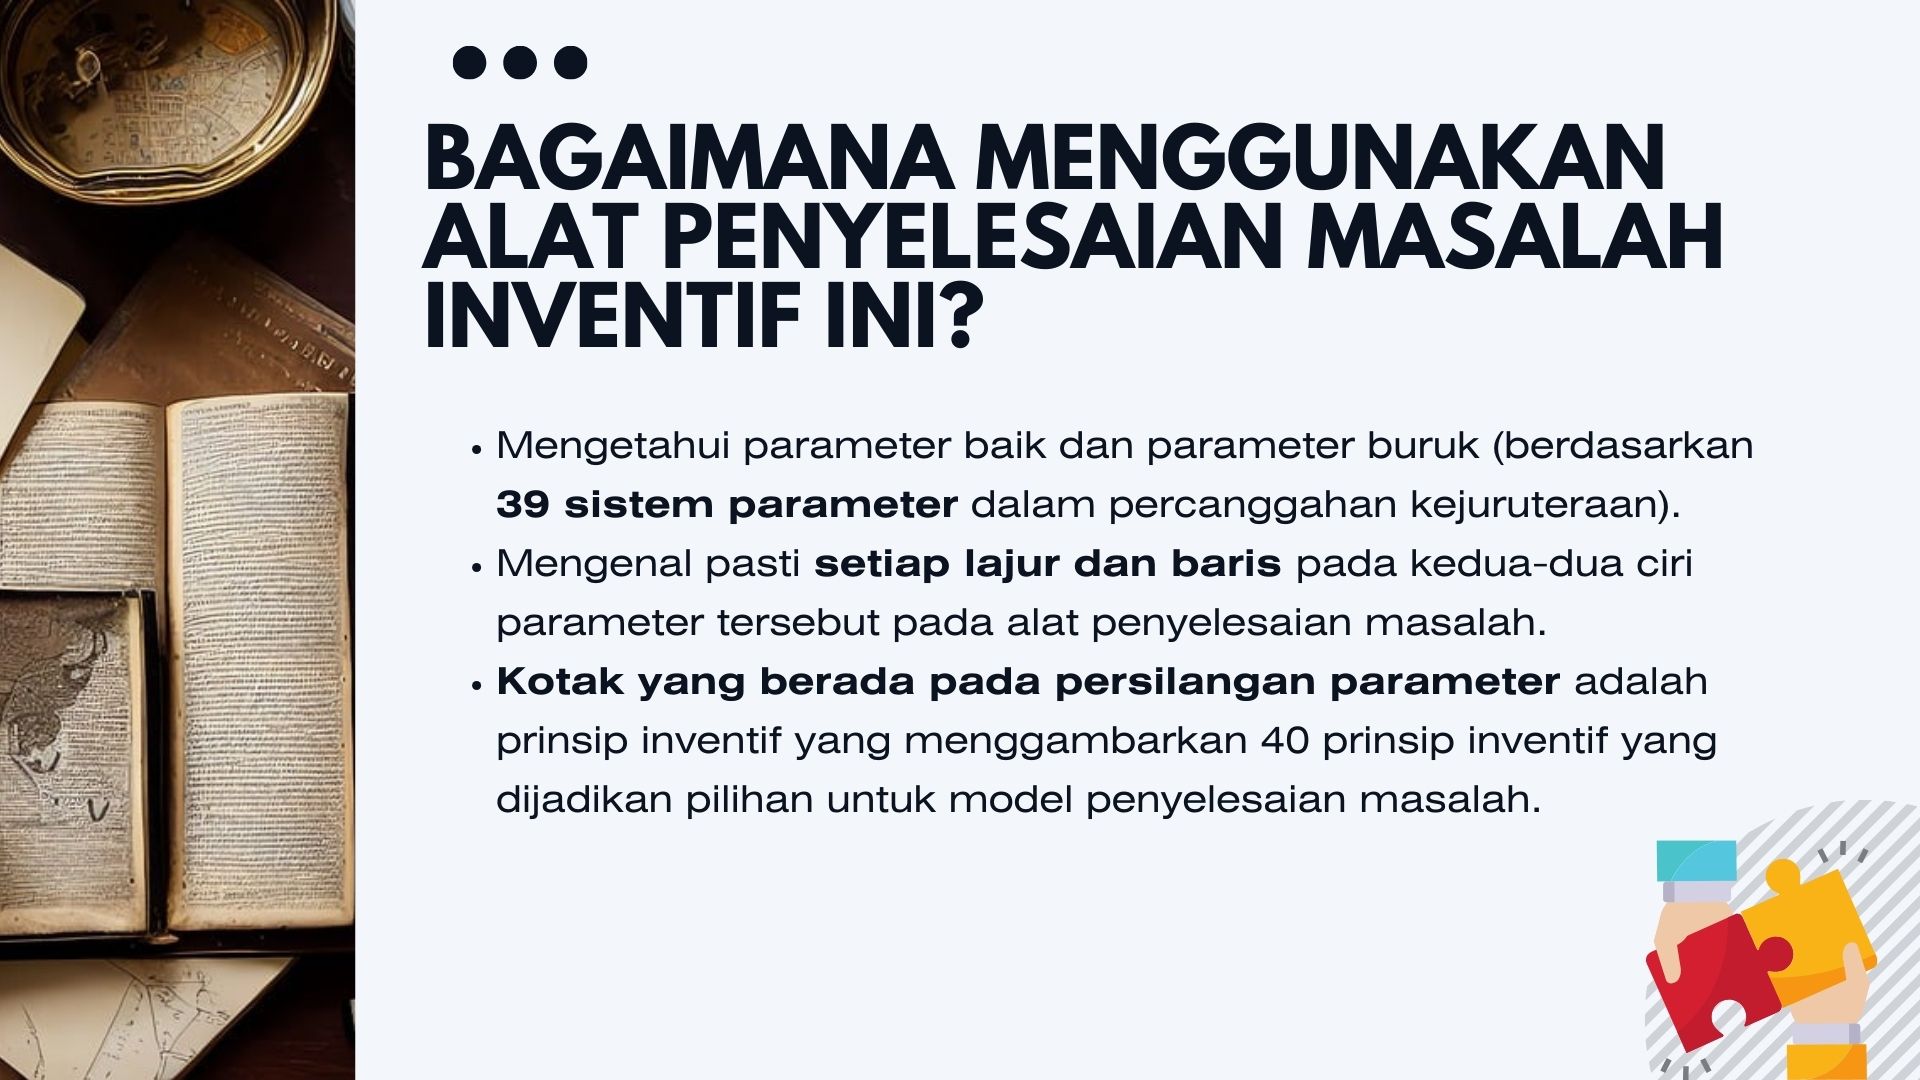 BAGAIMANA MENGGUNAKAN
ALAT PENYELESAIAN MASALAH
INVENTIF INI?
• Mengetahui parameter baik dan parameter buruk (berdasarkan
39 sistem parameter dalam percanggahan kejuruteraan).
• Mengenal pasti setiap lajur dan baris pada kedua-dua ciri
parameter tersebut pada alat penyelesaian masalah.
• Kotak yang berada pada persilangan parameter adalah
prinsip inventif yang menggambarkan 40 prinsip inventif yang
dijadikan pilihan untuk model penyelesaian masalah.